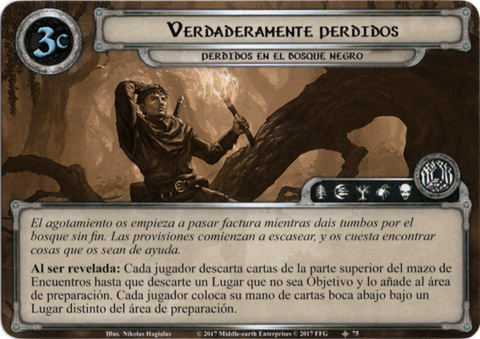 3C
VERDADERAMENTE PERDIDOS
PERDIDOS EN EL BOSQUE NEGRO
El agotamiento os empieza a pasar factura mientras dais tumbos por el
bosque sin fin. Las provisiones comienzan a escasear, y os cuesta encontrar
cosas que os sean de ayuda.
Al ser revelada: Cada jugador descarta cartas de la parte superior del mazo de
Encuentros hasta que descarte un Lugar que no sea Objetivo y lo añade al área
de preparación. Cada jugador coloca su mano de cartas boca abajo bajo un
Lugar distinto del área de preparación.
Illus. Nikolas Hagialas © 2017 Middle-earth Enterprises © 2017 FFG 75